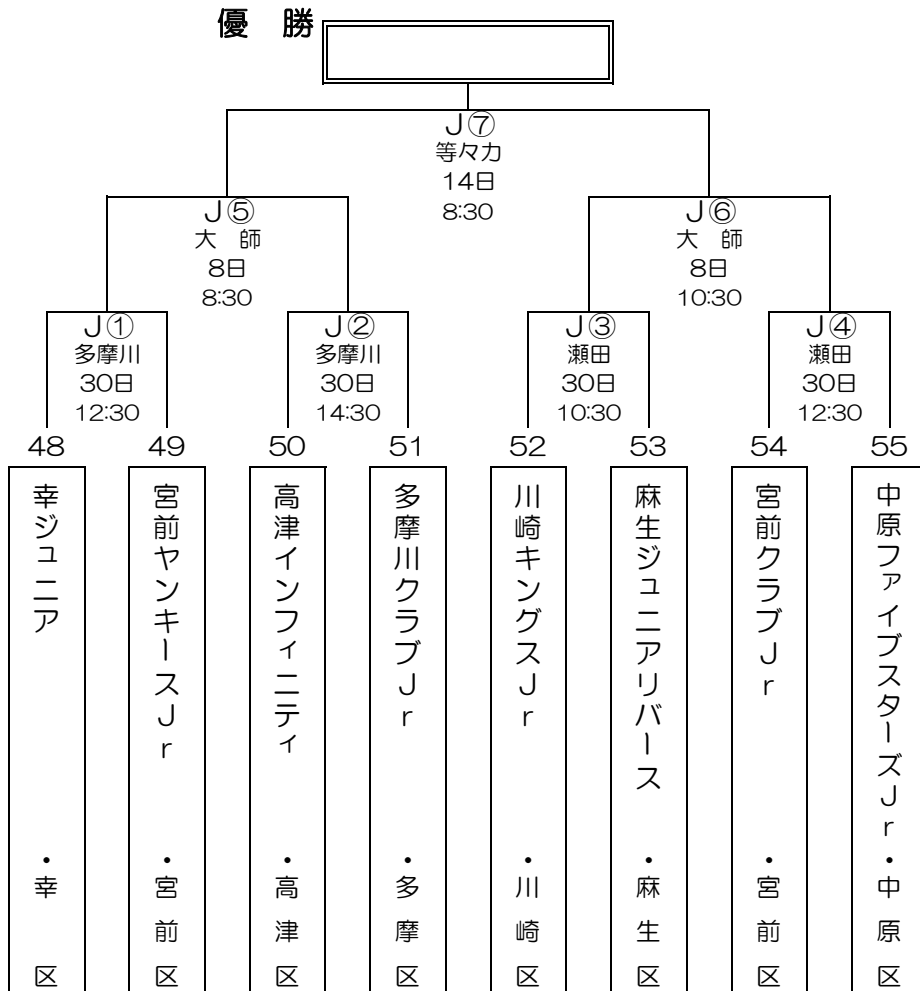 優　勝
J⑦
等々力
14日
8:30
J⑤
大　師
8日
8:30
J⑥
大　師
8日
10:30
J①
多摩川
30日
12:30
J②
多摩川
30日
14:30
J③
瀬田
30日
10:30
J④
瀬田
30日
12:30
48
49
50
51
52
53
54
55
幸ジュニア・幸区
宮前ヤンキースJr・宮前区
高津インフィニティ・高津区
多摩川クラブJr・多摩区
川崎キングスJr・川崎区
麻生ジュニアリバース・麻生区
宮前クラブJr・宮前区
中原ファイブスターズJr・中原区